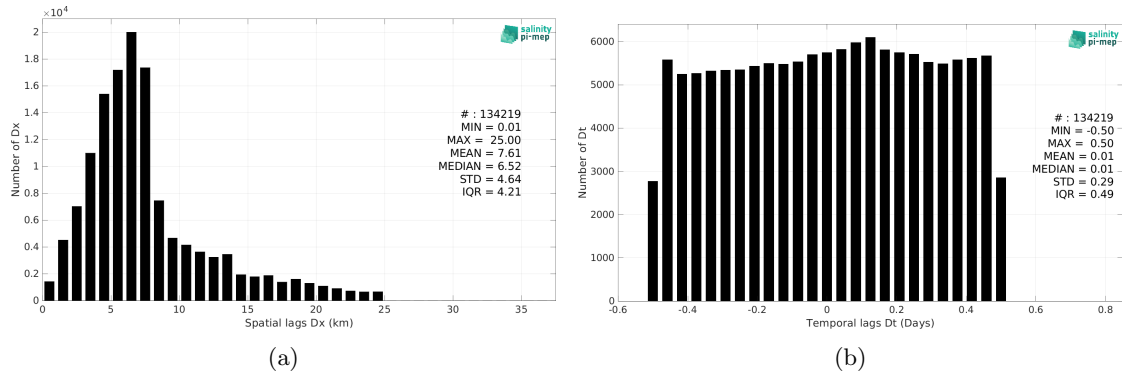 ×10⁴
2
1.8
1.6
1.4
1.2
1
0.8
0.6
0.4
0.2
0
Number of Dx
salinity
pi-mep
# : 134219
MIN = 0.01
MAX = 25.00
MEAN = 7.61
MEDIAN = 6.52
STD = 4.64
IQR = 4.21
0 5 10 15 20 25 30 35
Spatial lags Dx (km)
(a)
6000
5000
4000
3000
2000
1000
0
Number of Dt
salinity
pi-mep
# : 134219
MIN = -0.50
MAX = 0.50
MEAN = 0.01
MEDIAN = 0.01
STD = 0.29
IQR = 0.49
-0.6 -0.4 -0.2 0 0.2 0.4 0.6 0.8
Temporal lags Dt (Days)
(b)